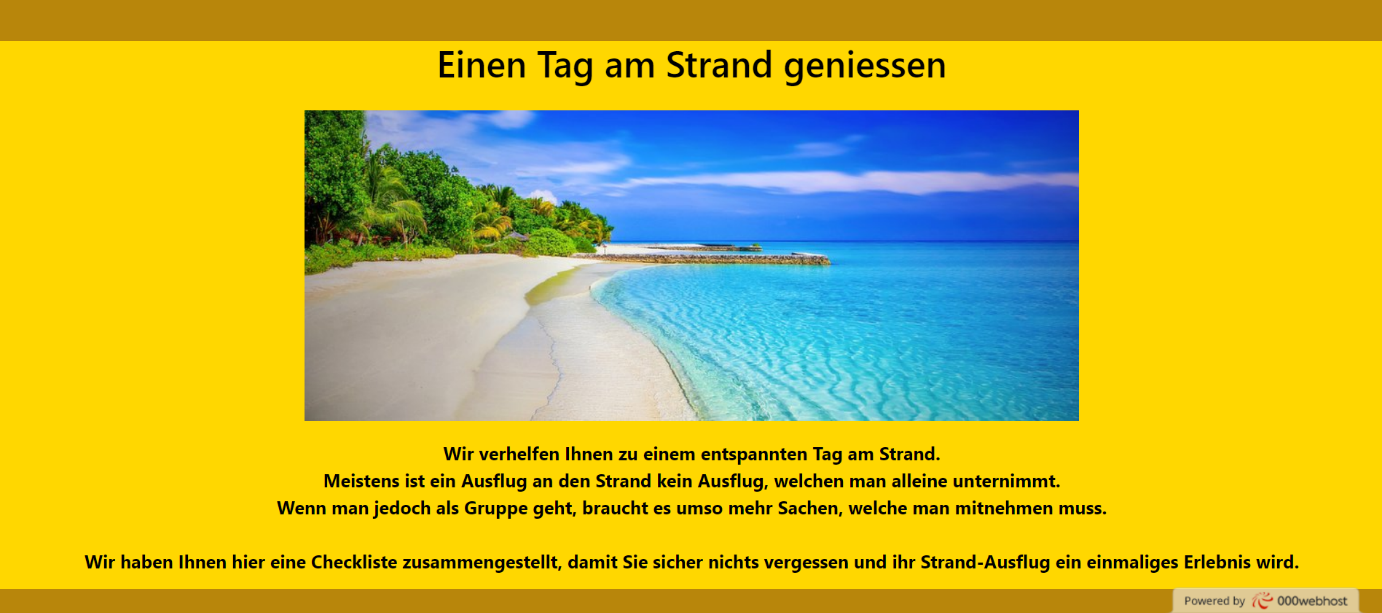 Einen Tag am Strand geniessen
Wir verhelfen Ihnen zu einem entspannten Tag am Strand.
Meistens ist ein Ausflug an den Strand kein Ausflug, welchen man alleine unternimmt.
Wenn man jedoch als Gruppe geht, braucht es umso mehr Sachen, welche man mitnehmen muss.
Wir haben Ihnen hier eine Checkliste zusammengestellt, damit Sie sicher nichts vergessen und ihr Strand-Ausflug ein einmaliges Erlebnis wird.
Powered by 000webhost